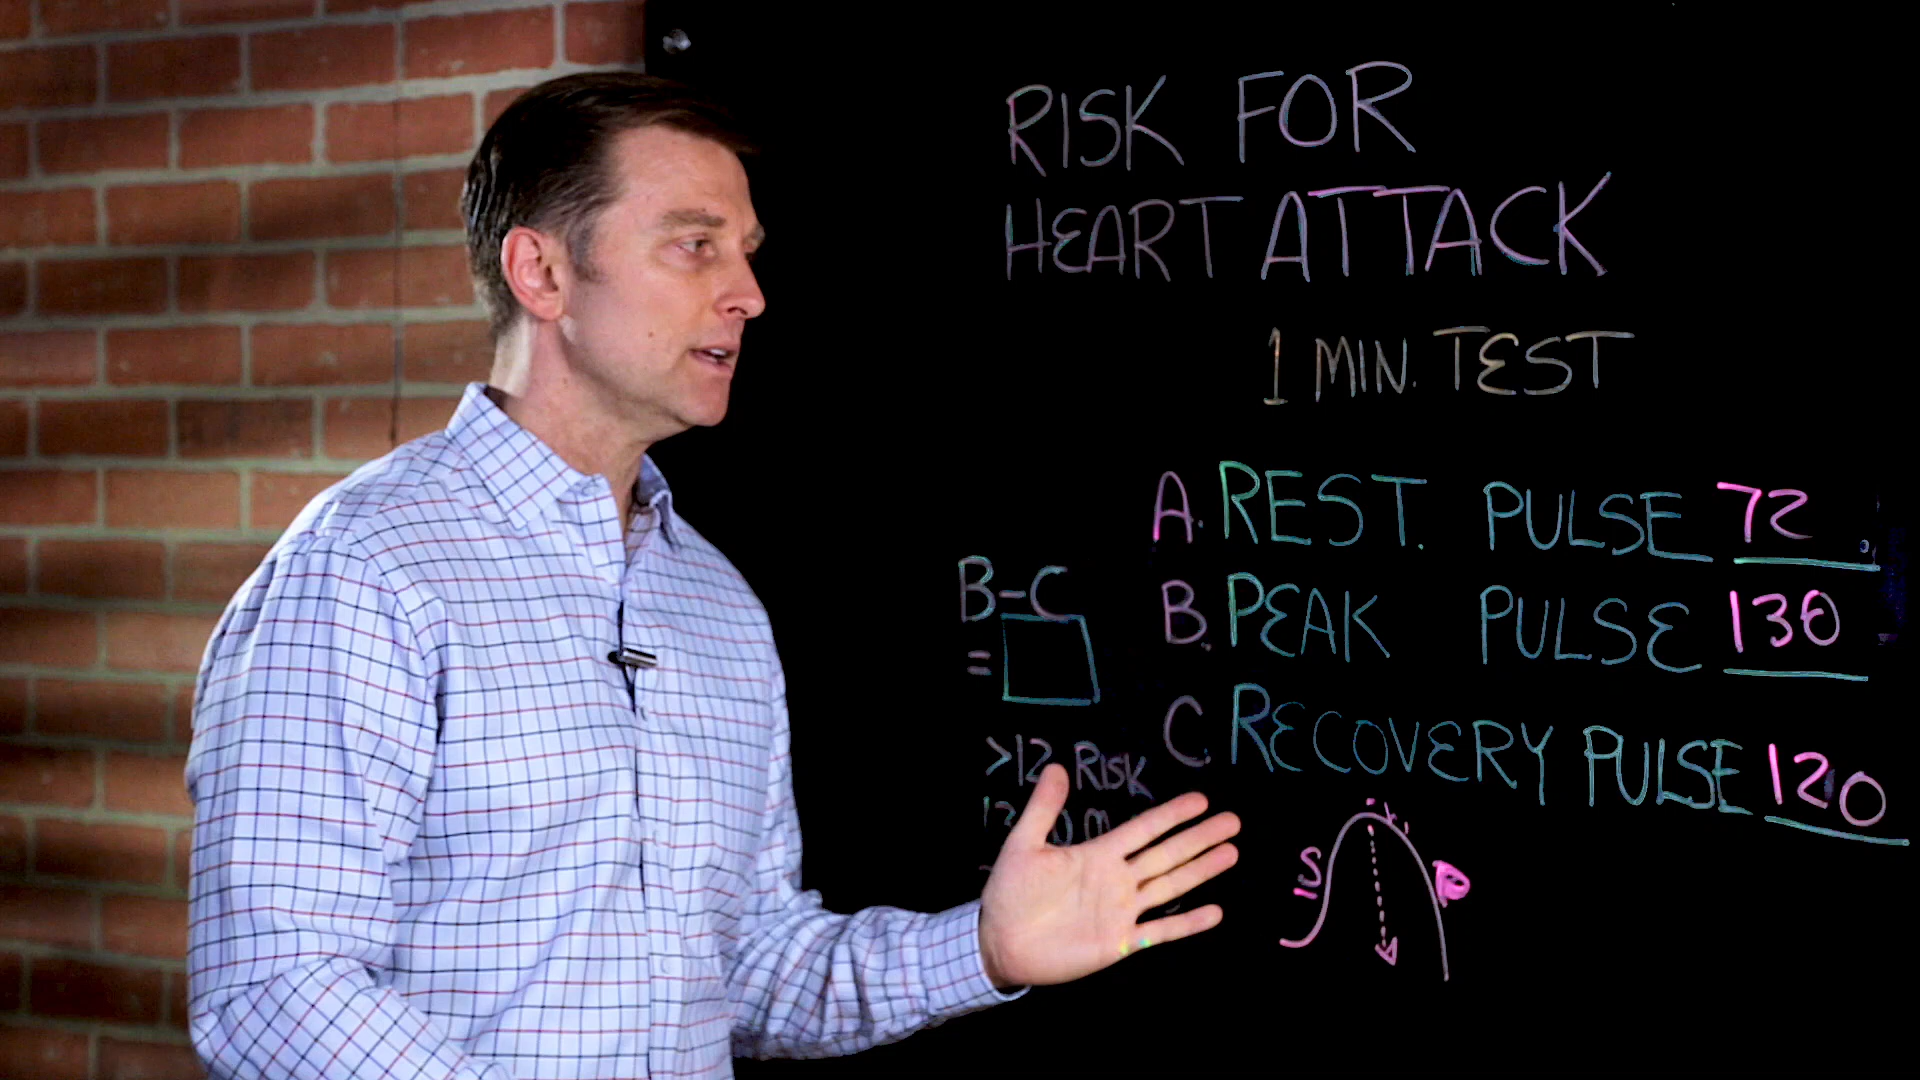 RISK FOR
HEART ATTACK
1 MIN. TEST
A. REST. PULSE 72
B. PEAK PULSE 130
C. RECOVERY PULSE 120
B-C
=
>12 RISK
S P